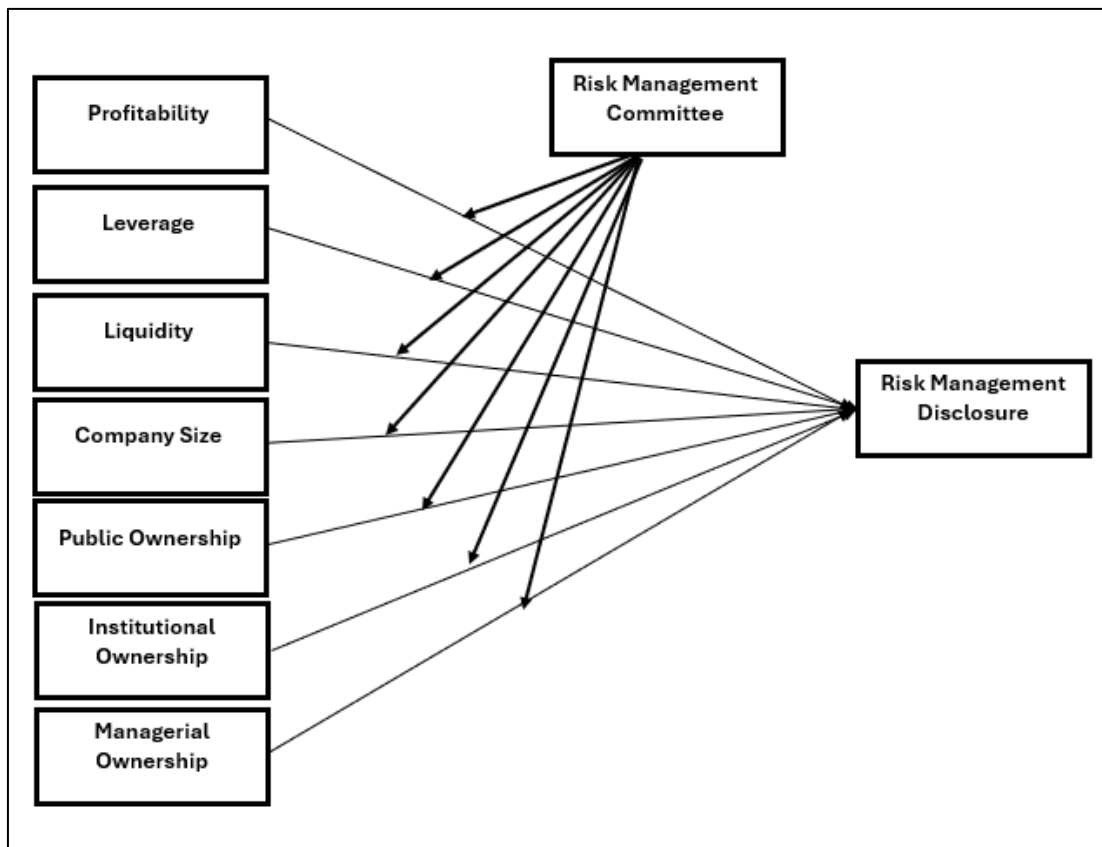 Profitability
Risk Management
Committee
Leverage
Liquidity
Company Size
Public Ownership
Institutional
Ownership
Managerial
Ownership
Risk Management
Disclosure